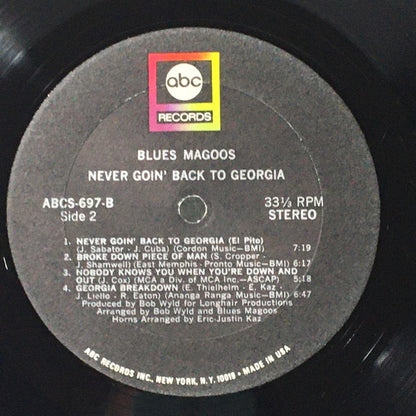 abc
RECORDS
BLUES MAGOOS
NEVER GOIN' BACK TO GEORGIA
ABCS-697-B
Side 2
33⅓ RPM
STEREO
1. NEVER GOIN' BACK TO GEORGIA (El Pito)
(J. Sabator - J. Cuba) (Cordon Music—BMI) 7:19
2. BROKE DOWN PIECE OF MAN (S. Cropper -
J. Shamwell) (East Memphis - Pronto Music—BMI) 6:17
3. NOBODY KNOWS YOU WHEN YOU'RE DOWN AND
OUT (J. Cox) (MCA a Div. of MCA Inc.—ASCAP) 5:18
4. GEORGIA BREAKDOWN (E. Thielhelm - E. Kaz -
J. Liello - R. Eaton) (Ananga Ranga Music—BMI) 6:47
Produced by Bob Wyld for Longhair Productions
Arranged by Bob Wyld and Blues Magoos
Horns Arranged by Eric Justin Kaz
ABC RECORDS INC., NEW YORK, N.Y. 10019 • MADE IN USA